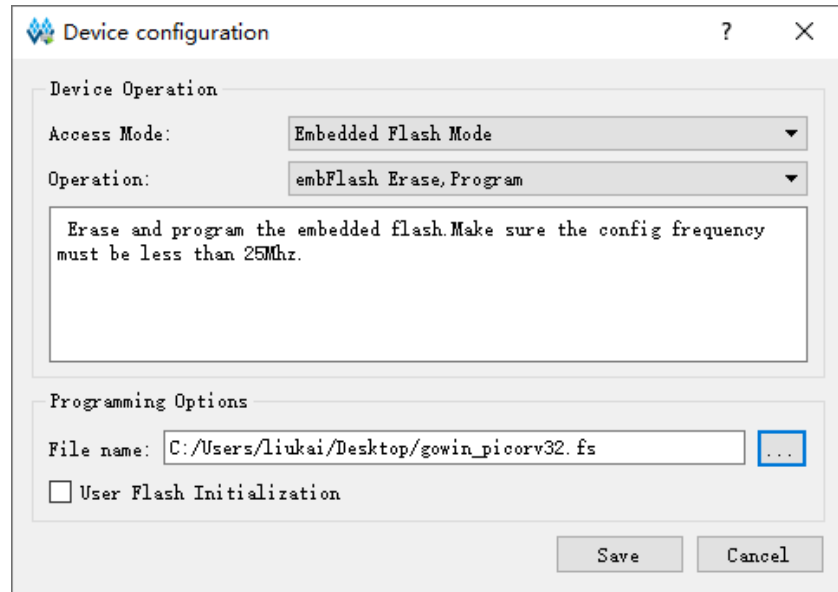 Device configuration
?
Device Operation
Access Mode:
Embedded Flash Mode
Operation:
embFlash Erase,Program
Erase and program the embedded flash.Make sure the config frequency
must be less than 25Mhz.
Programming Options
File name:
C:/Users/liukai/Desktop/gowin_picorv32.fs
...
User Flash Initialization
Save
Cancel